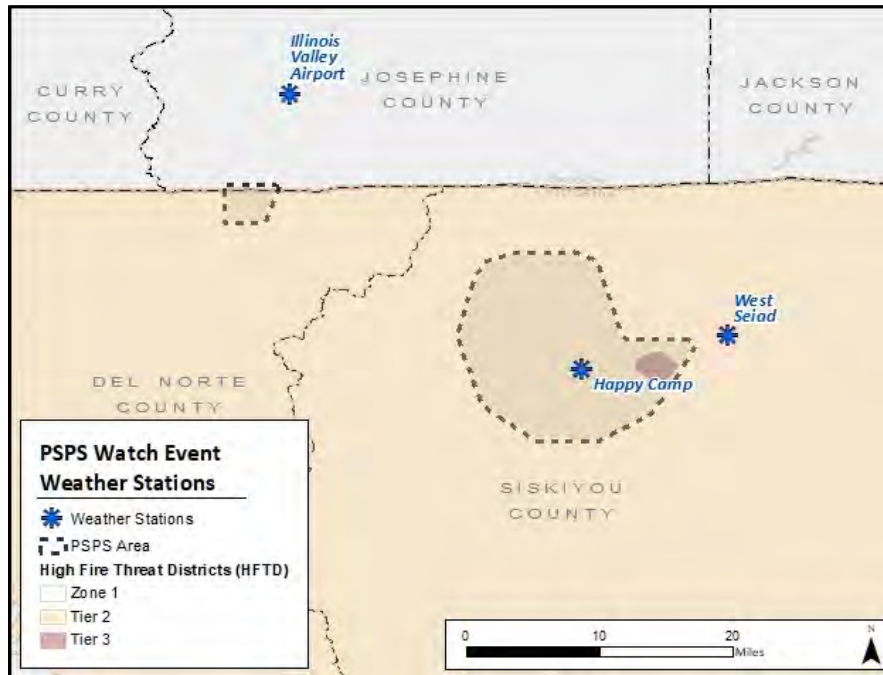 Illinois
Valley
Airport
JOSEPHINE
COUNTY
CURRY
COUNTY
JACKSON
COUNTY
West
Seiad
Happy Camp
DEL NORTE
COUNTY
SISKIYOU
COUNTY
PSPS Watch Event
Weather Stations
Weather Stations
PSPS Area
High Fire Threat Districts (HFTD)
Zone 1
Tier 2
Tier 3
0 10 20
Miles
N